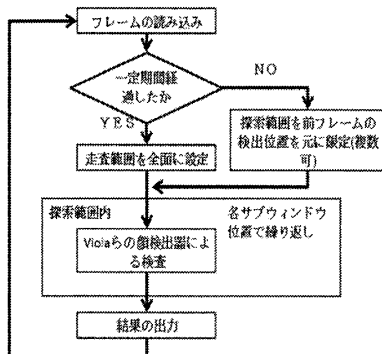 フレームの読み込み
一定期間経
過したか
NO
YES
探索範囲を前フレームの
検出位置を元に限定(複数
可)
走査範囲を全面に設定
探索範囲内
各サブウィンドウ
位置で繰り返し
Violaらの顔検出器によ
る検査
結果の出力